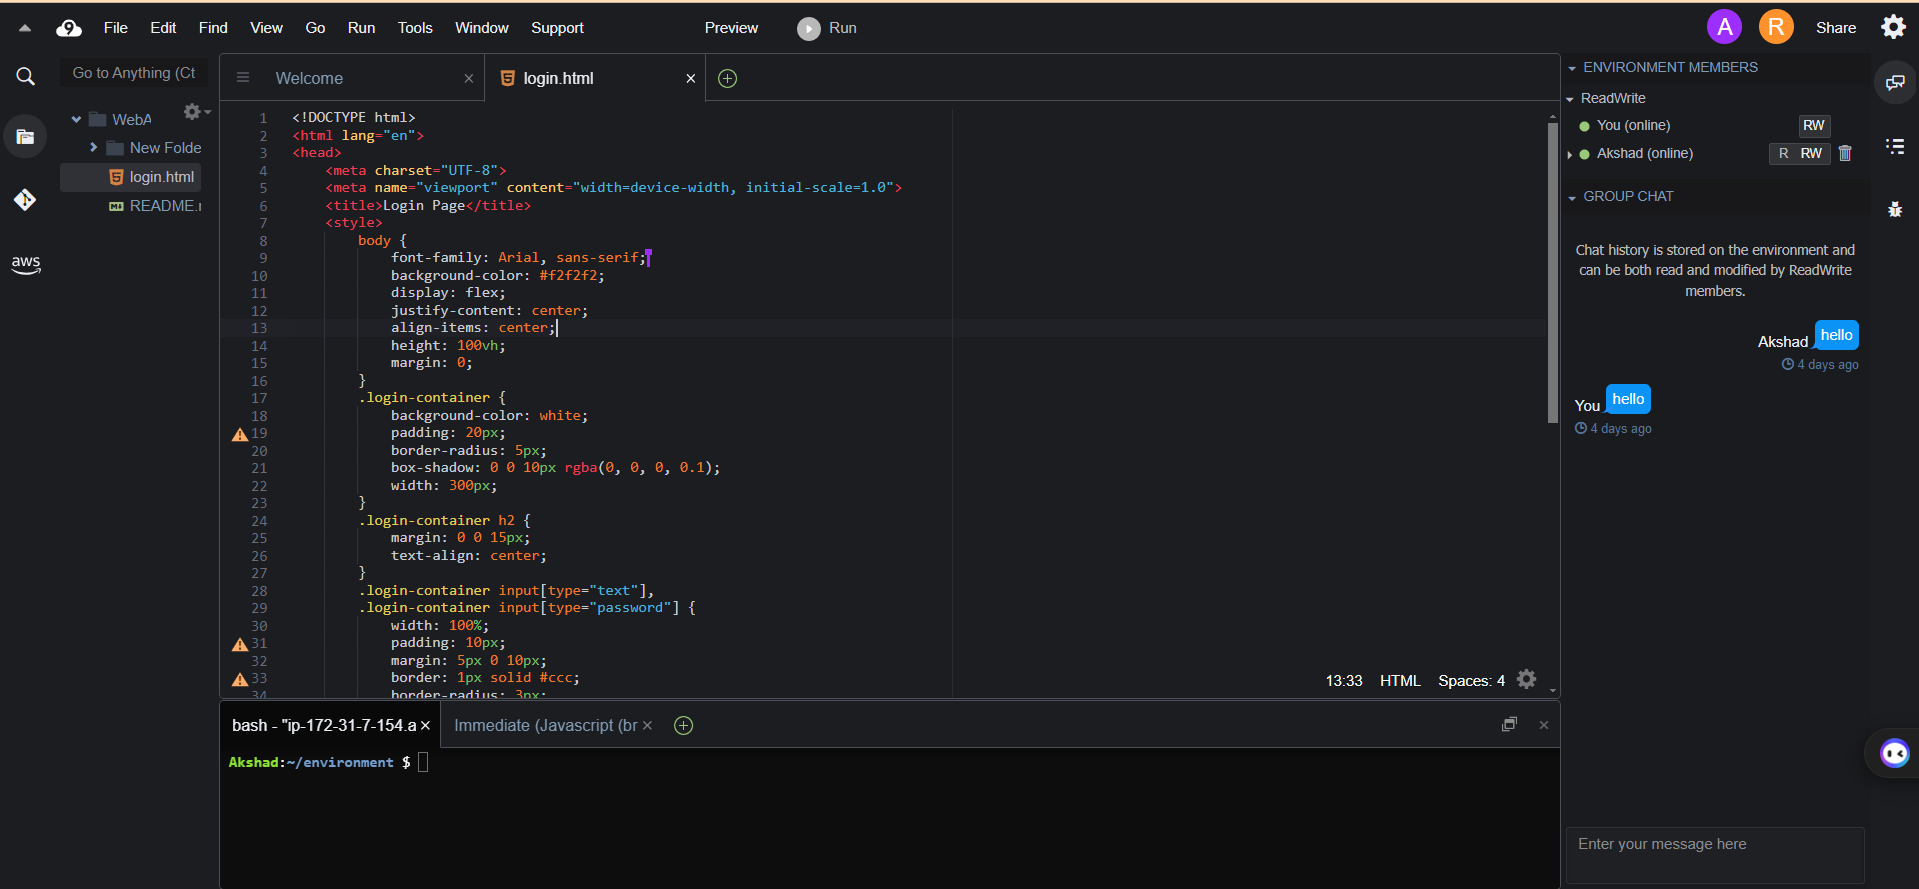 9 File Edit Find View Go Run Tools Window Support Preview Run A R Share
Go to Anything (Ct
WebA
New Folde
login.html
README.r
aws
Welcome × login.html ×
1 <!DOCTYPE html>
2 <html lang="en">
3 <head>
4 <meta charset="UTF-8">
5 <meta name="viewport" content="width=device-width, initial-scale=1.0">
6 <title>Login Page</title>
7 <style>
8 body {
9 font-family: Arial, sans-serif;
10 background-color: #f2f2f2;
11 display: flex;
12 justify-content: center;
13 align-items: center;
14 height: 100vh;
15 margin: 0;
16 }
17 .login-container {
18 background-color: white;
19 padding: 20px;
20 border-radius: 5px;
21 box-shadow: 0 0 10px rgba(0, 0, 0, 0.1);
22 width: 300px;
23 }
24 .login-container h2 {
25 margin: 0 0 15px;
26 text-align: center;
27 }
28 .login-container input[type="text"],
29 .login-container input[type="password"] {
30 width: 100%;
31 padding: 10px;
32 margin: 5px 0 10px;
33 border: 1px solid #ccc;
34 border-radius: 3px;
13:33 HTML Spaces: 4
bash - "ip-172-31-7-154.a × Immediate (Javascript (br ×
Akshad:~/environment $
ENVIRONMENT MEMBERS
ReadWrite
You (online) RW
Akshad (online) R RW
GROUP CHAT
Chat history is stored on the environment and
can be both read and modified by ReadWrite
members.
Akshad hello
4 days ago
You hello
4 days ago
Enter your message here